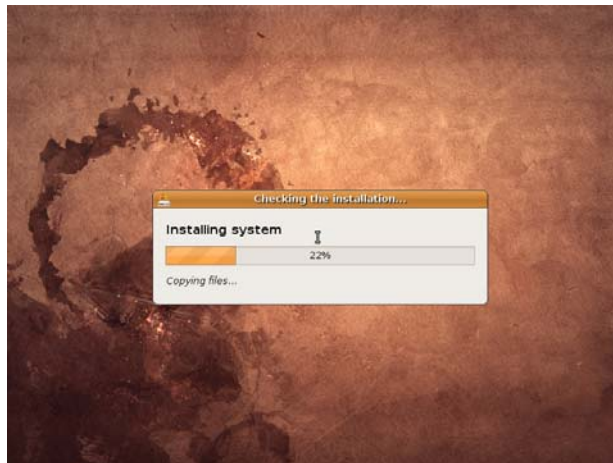 Checking the installation...
Installing system
22%
Copying files...